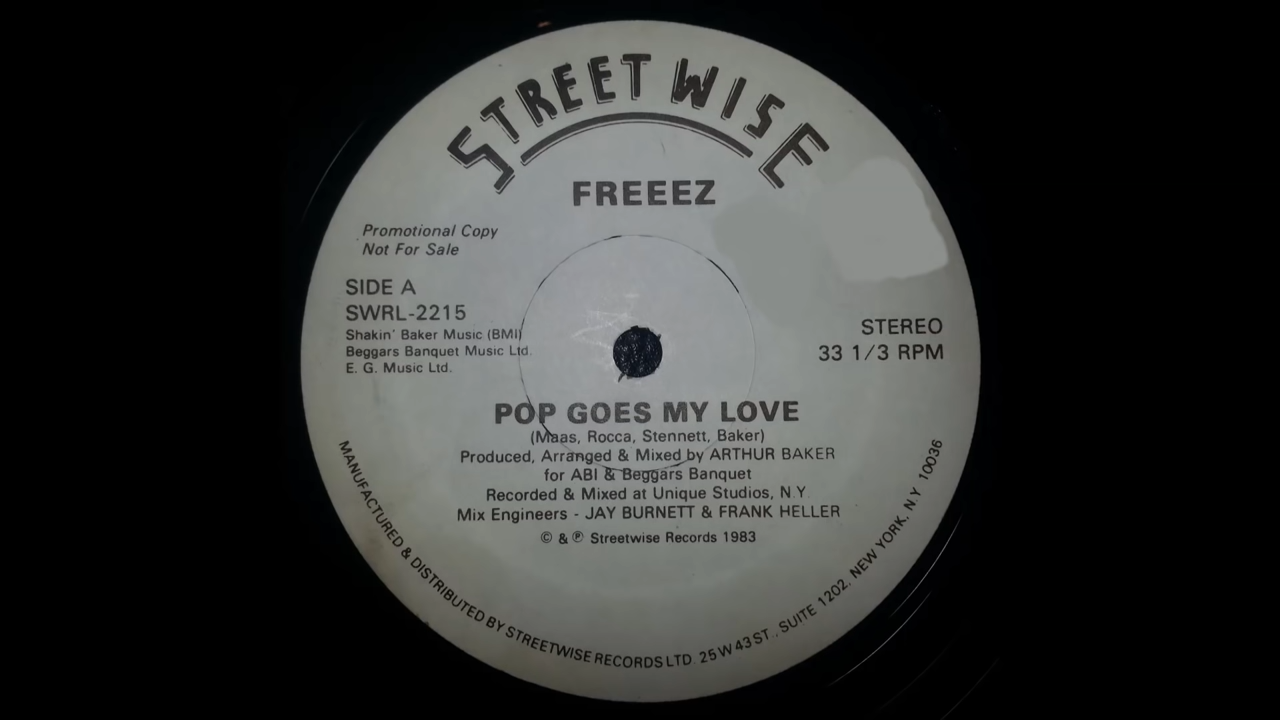 STREETWISE
FREEEZ
Promotional Copy
Not For Sale
SIDE A
SWRL-2215
Shakin' Baker Music (BMI)
Beggars Banquet Music Ltd.
E. G. Music Ltd.
STEREO
33 1/3 RPM
POP GOES MY LOVE
(Maas, Rocca, Stennett, Baker)
Produced, Arranged & Mixed by ARTHUR BAKER
for ABI & Beggars Banquet
Recorded & Mixed at Unique Studios, N.Y.
Mix Engineers - JAY BURNETT & FRANK HELLER
© & ℗ Streetwise Records 1983
MANUFACTURED & DISTRIBUTED BY STREETWISE RECORDS LTD. 25 W 43 ST., SUITE 1202, NEW YORK, N.Y. 10036